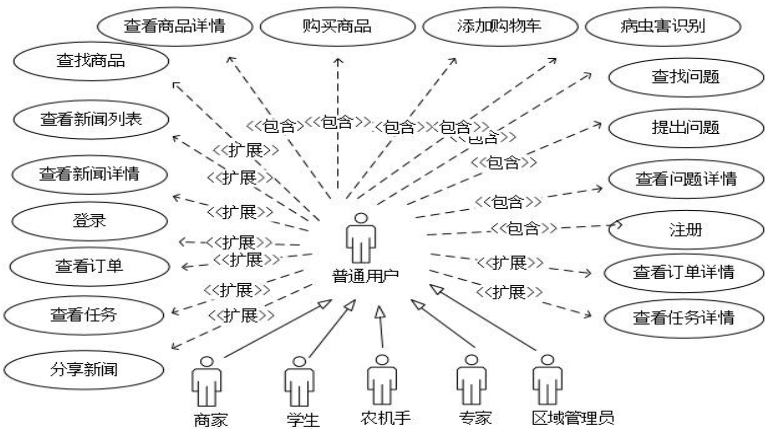 查看商品详情
购买商品
添加购物车
病虫害识别
查找商品
查找问题
查看新闻列表
<<包含>>
<<包含>>
<<包含>>
<<包含>>
提出问题
<<包含>>
<<扩展>>
<<包含>>
查看新闻详情
<<扩展>>
查看问题详情
<<扩展>>
<<包含>>
登录
<<包含>>
注册
<<扩展>>
查看订单
<<扩展>>
普通用户
<<扩展>>
查看订单详情
<<扩展>>
<<扩展>>
查看任务
<<扩展>>
查看任务详情
分享新闻
商家
学生
农机手
专家
区域管理员